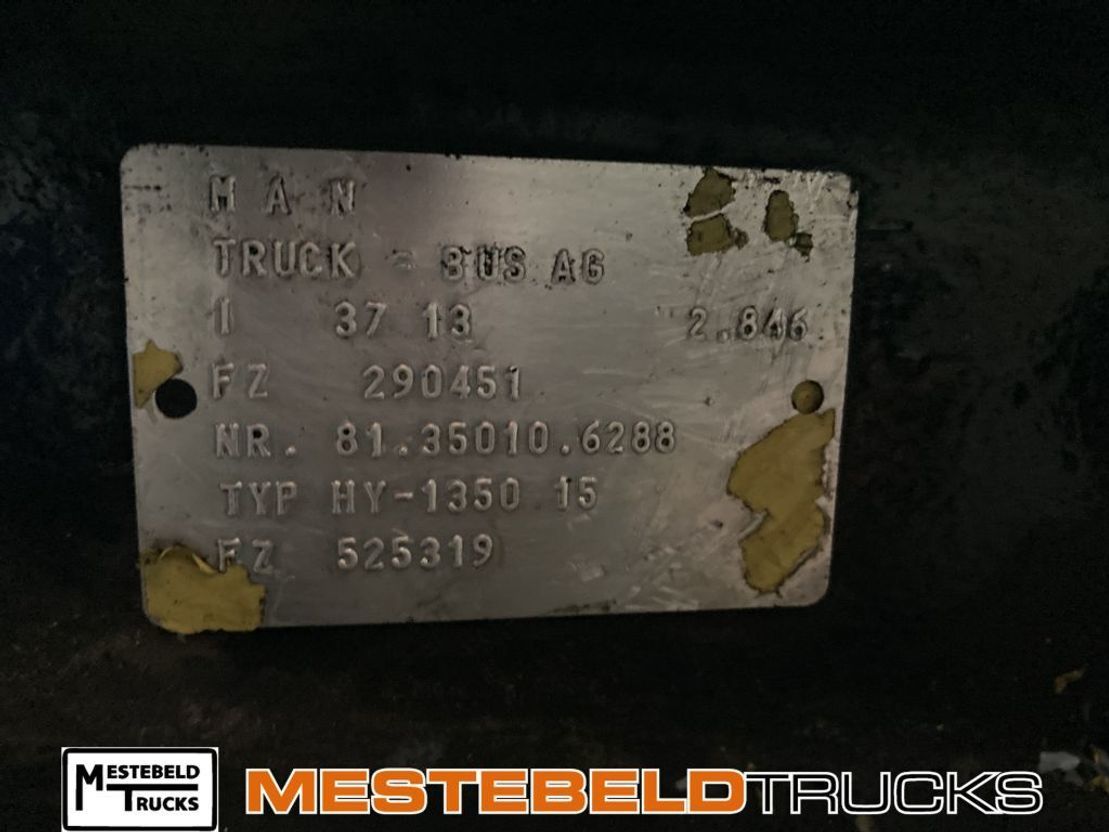 M A N
TRUCK - BUS AG
I 37 13 2.846
FZ 290451
NR. 81.35010.6288
TYP HY-1350 15
FZ 525319
MESTEBELD TRUCKS
MESTEBELDTRUCKS